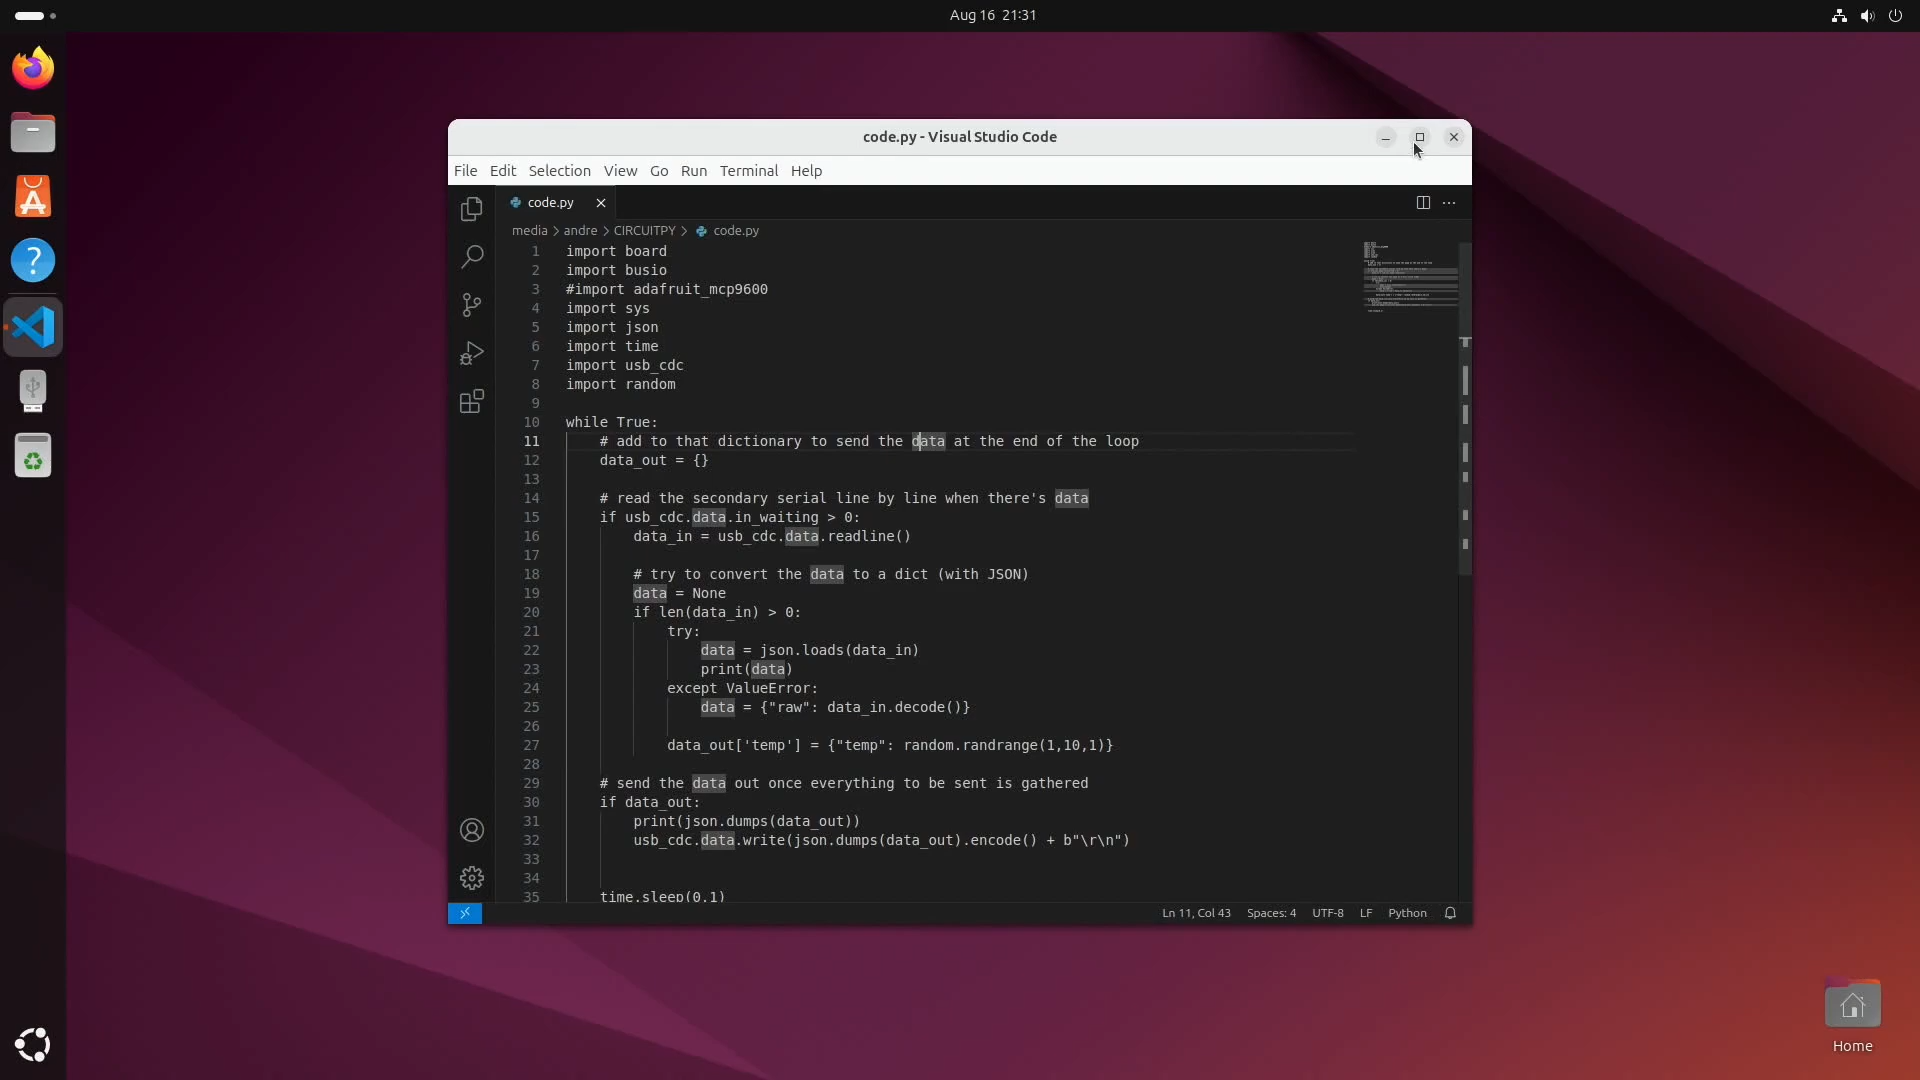 Aug 16 21:31
code.py - Visual Studio Code
File Edit Selection View Go Run Terminal Help
code.py
media > andre > CIRCUITPY > code.py
1 import board
2 import busio
3 #import adafruit_mcp9600
4 import sys
5 import json
6 import time
7 import usb_cdc
8 import random
9
10 while True:
11 # add to that dictionary to send the data at the end of the loop
12 data_out = {}
13
14 # read the secondary serial line by line when there's data
15 if usb_cdc.data.in_waiting > 0:
16 data_in = usb_cdc.data.readline()
17
18 # try to convert the data to a dict (with JSON)
19 data = None
20 if len(data_in) > 0:
21 try:
22 data = json.loads(data_in)
23 print(data)
24 except ValueError:
25 data = {"raw": data_in.decode()}
26
27 data_out['temp'] = {"temp": random.randrange(1,10,1)}
28
29 # send the data out once everything to be sent is gathered
30 if data_out:
31 print(json.dumps(data_out))
32 usb_cdc.data.write(json.dumps(data_out).encode() + b"\r\n")
33
34
35 time.sleep(0.1)
Ln 11, Col 43 Spaces: 4 UTF-8 LF Python
Home